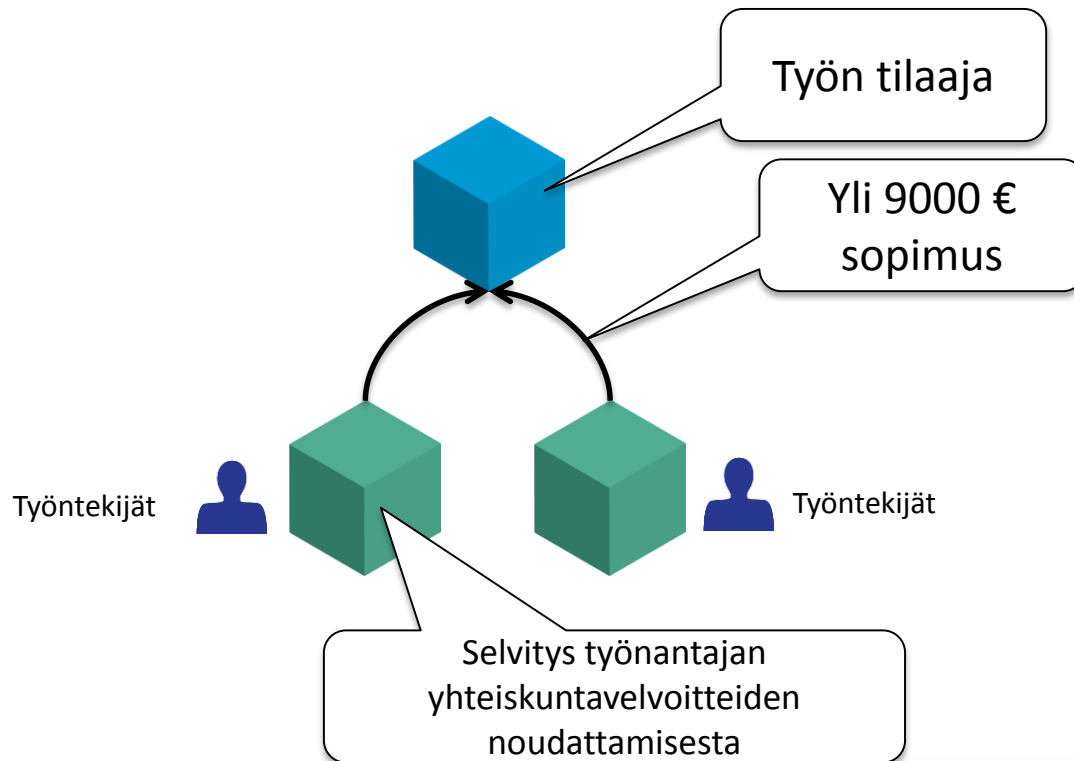 Työn tilaaja
Yli 9000 €
sopimus
Työntekijät
Työntekijät
Selvitys työnantajan
yhteiskuntavelvoitteiden
noudattamisesta